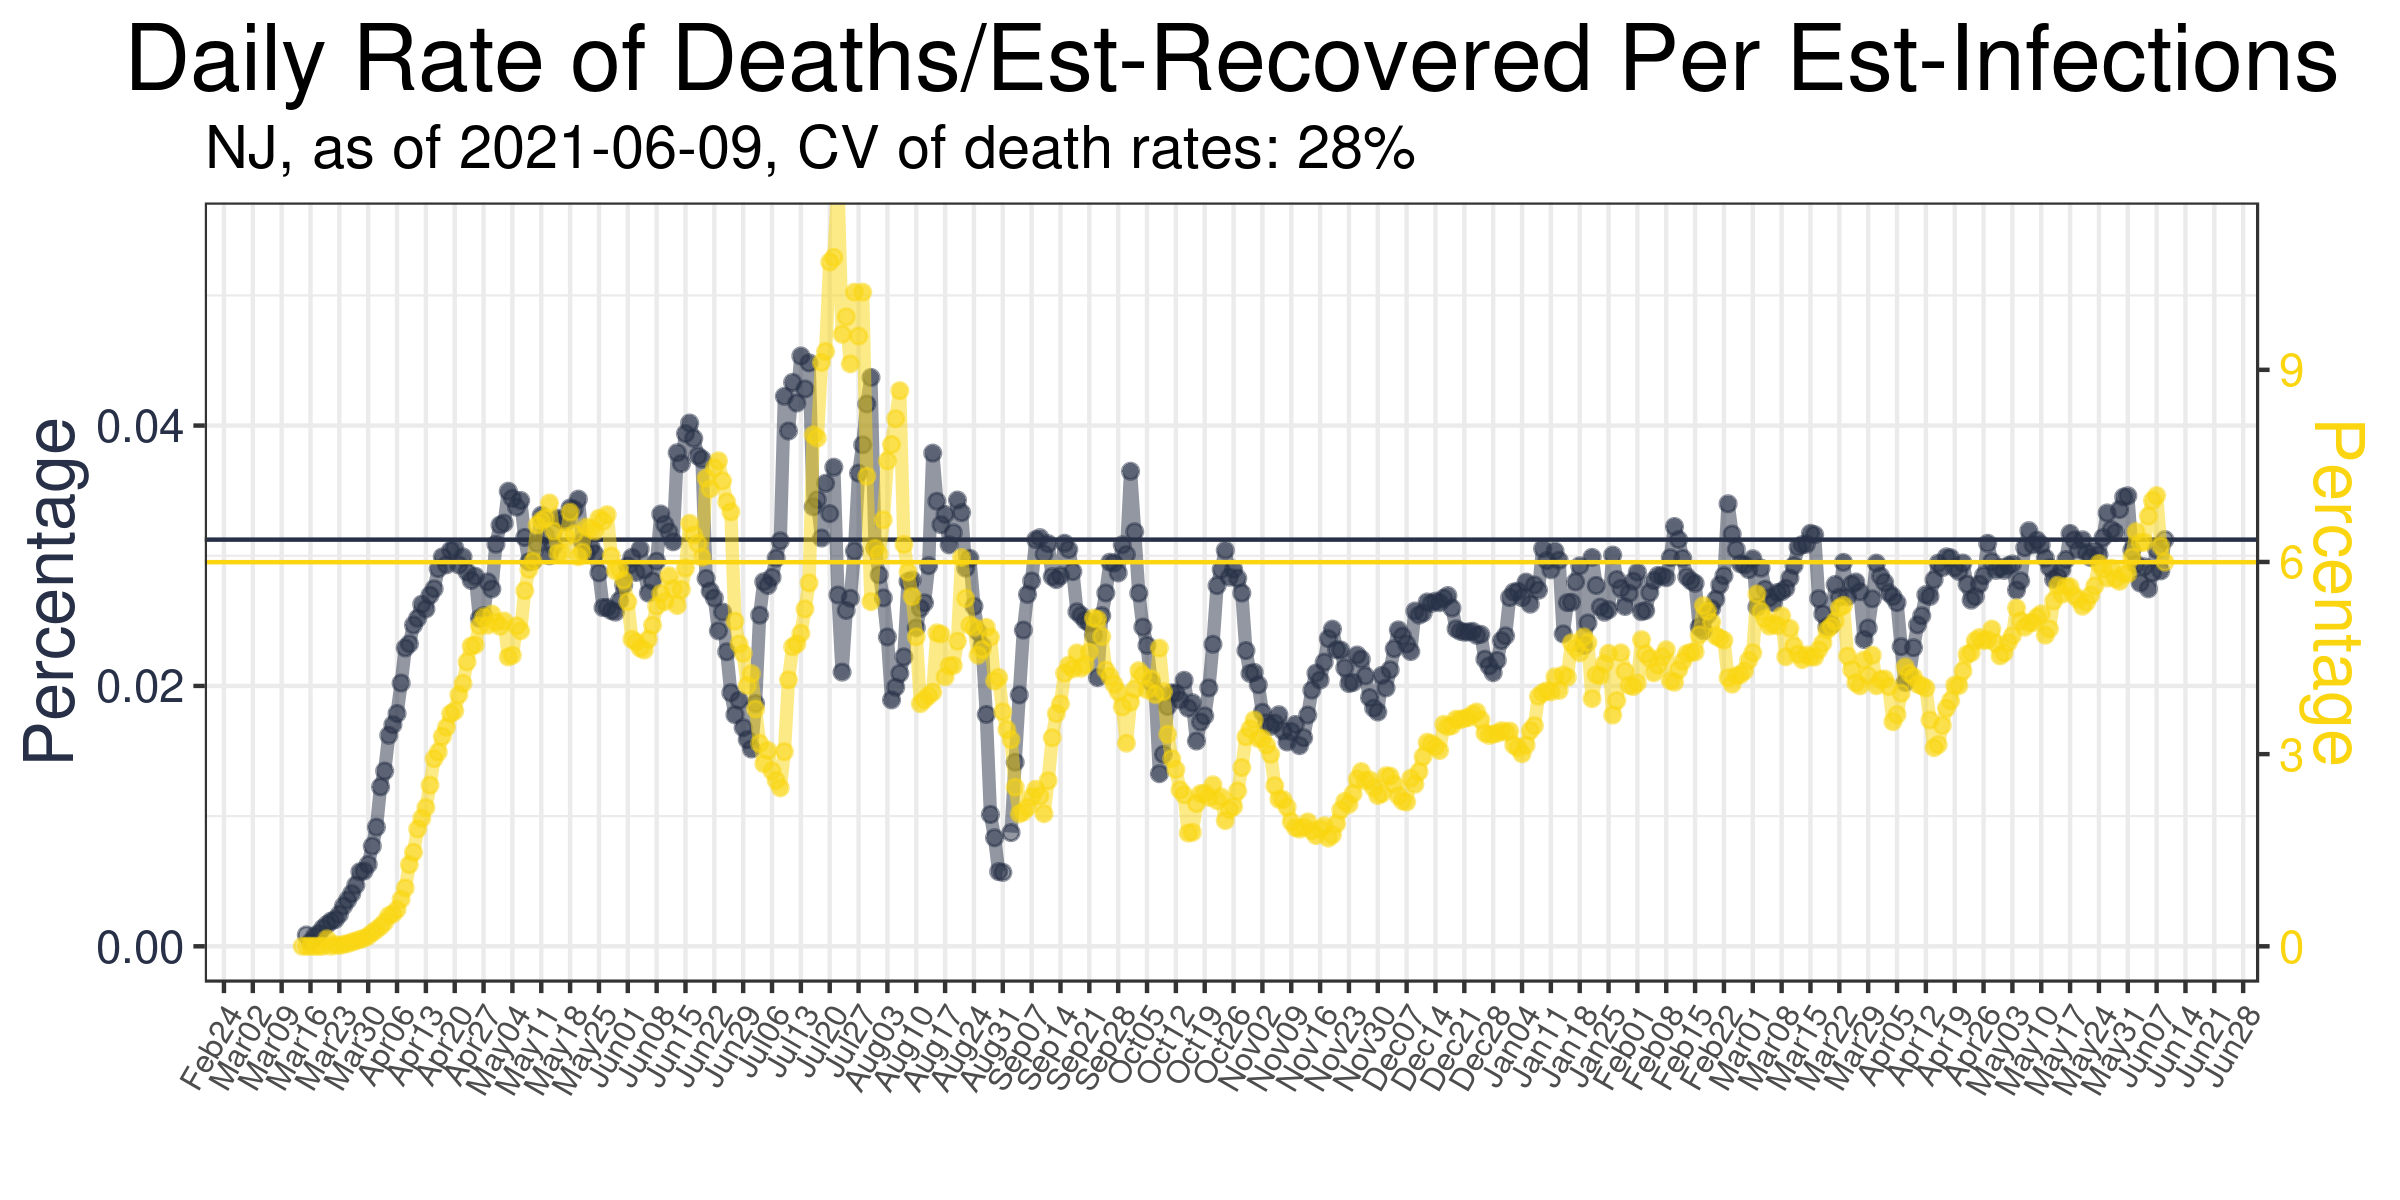 Daily Rate of Deaths/Est-Recovered Per Est-Infections
NJ, as of 2021-06-09, CV of death rates: 28%
Percentage
0.04
0.02
0.00
9
6
3
0
Percentage
Feb24
Mar02
Mar09
Mar16
Mar23
Mar30
Apr06
Apr13
Apr20
Apr27
May04
May11
May18
May25
Jun01
Jun08
Jun15
Jun22
Jun29
Jul06
Jul13
Jul20
Jul27
Aug03
Aug10
Aug17
Aug24
Aug31
Sep07
Sep14
Sep21
Sep28
Oct05
Oct12
Oct19
Oct26
Nov02
Nov09
Nov16
Nov23
Nov30
Dec07
Dec14
Dec21
Dec28
Jan04
Jan11
Jan18
Jan25
Feb01
Feb08
Feb15
Feb22
Mar01
Mar08
Mar15
Mar22
Mar29
Apr05
Apr12
Apr19
Apr26
May03
May10
May17
May24
May31
Jun07
Jun14
Jun21
Jun28